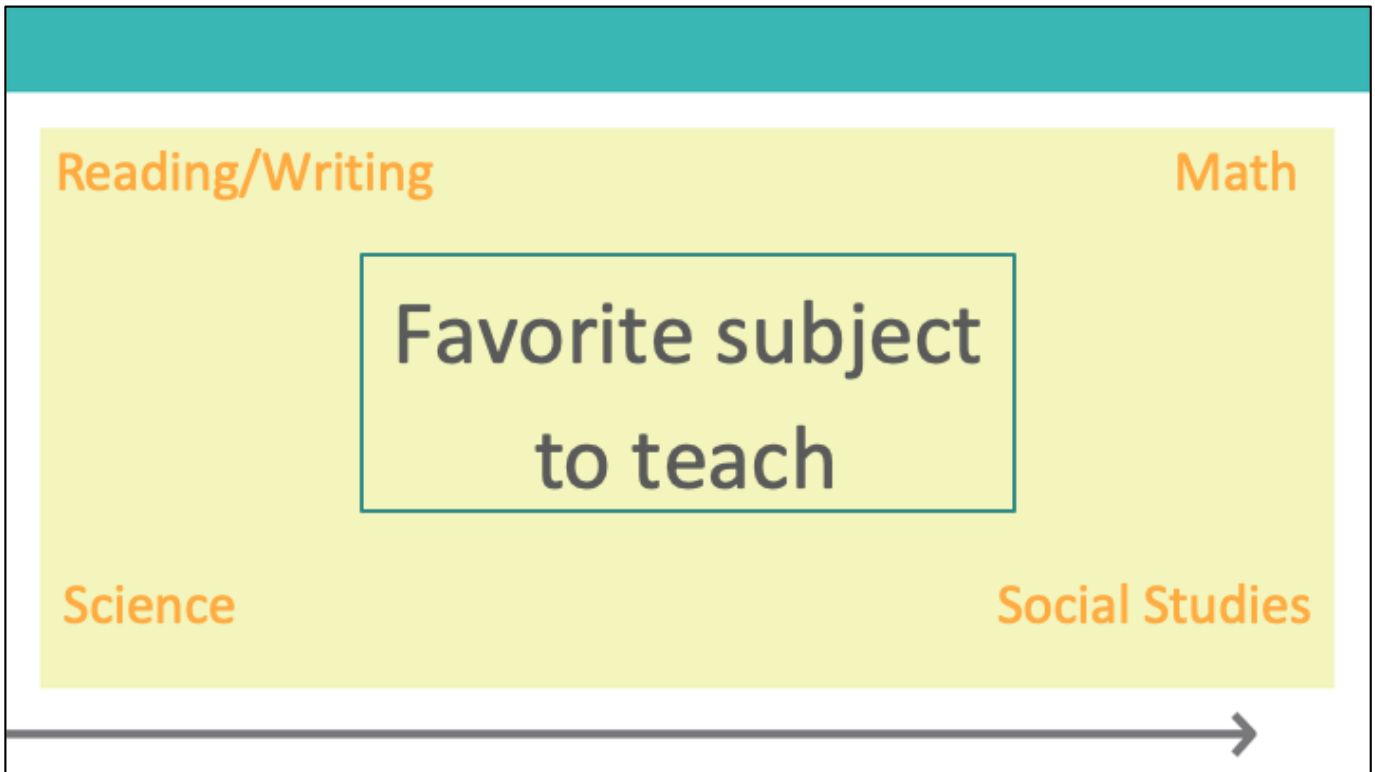 Reading/Writing
Math
Favorite subject
to teach
Science
Social Studies